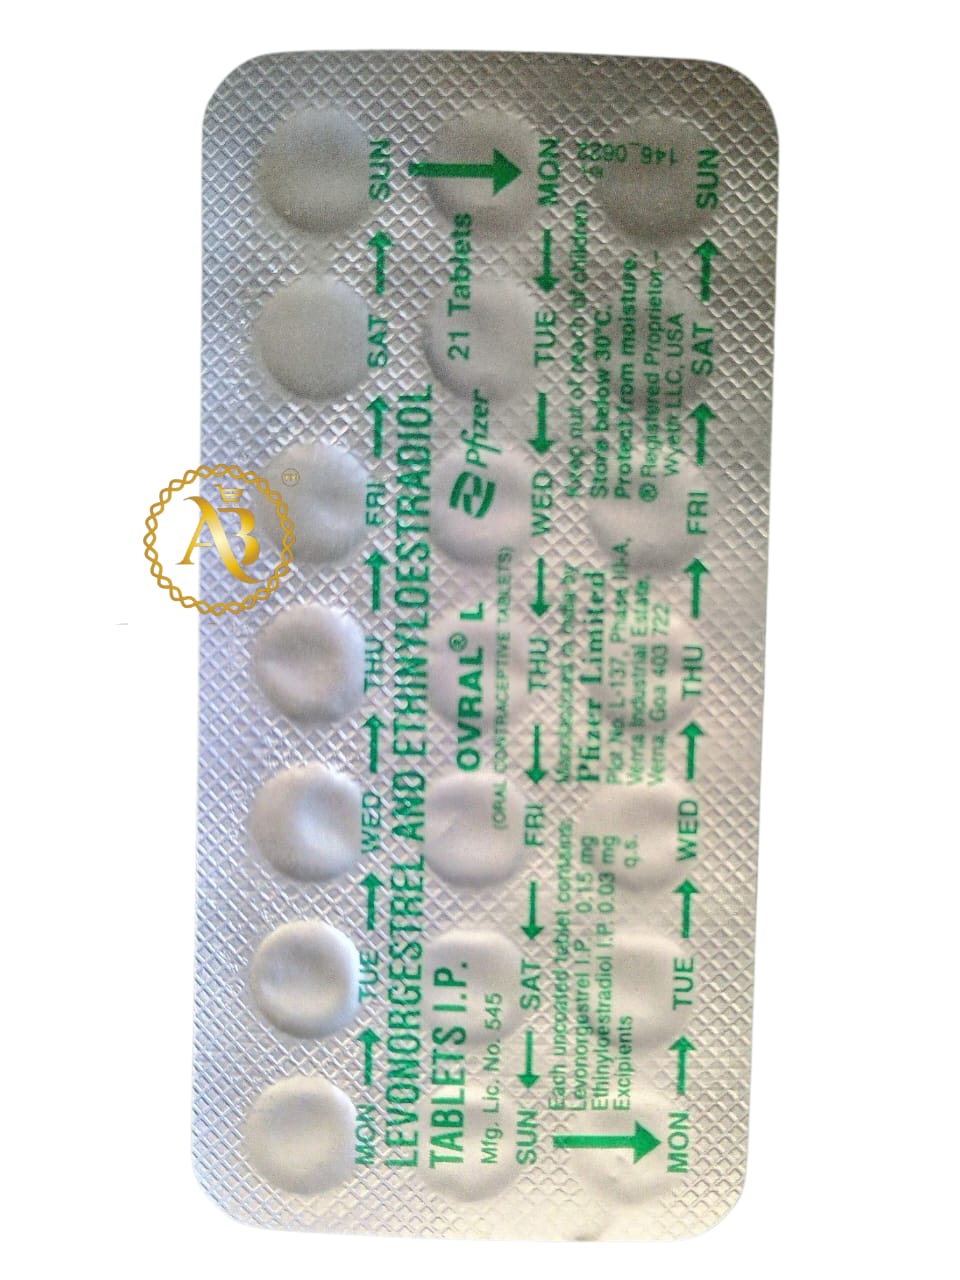 MON → TUE → WED → THU → FRI → SAT → SUN
LEVONORGESTREL AND ETHINYLOESTRADIOL
TABLETS I.P. OVRAL® L Pfizer 21 Tablets
Mfg. Lic. No. 545 (ORAL CONTRACEPTIVE TABLETS)
SUN ← SAT ← FRI ← THU ← WED ← TUE ← MON
Each uncoated tablet contains:
Levonorgestrel I.P. 0.15 mg
Ethinyloestradiol I.P. 0.03 mg
Excipients q.s.
Manufactured in India by
Pfizer Limited
Plot No. L-137, Phase
Verna Industrial Estate,
Verna, Goa 403 722
Keep out of reach of children
Store below 30°C.
Protect from moisture
® Registered Proprietor –
Wyeth LLC, USA
146_0622
MON → TUE → WED → THU → FRI → SAT → SUN
AB ®